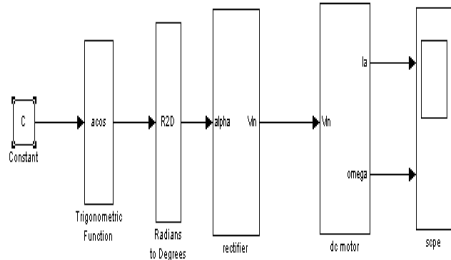 Ia
C
acos
R2D
alpha
Vin
Vin
omega
Constant
Trigonometric
Function
Radians
to Degrees
rectifier
dc motor
scpe